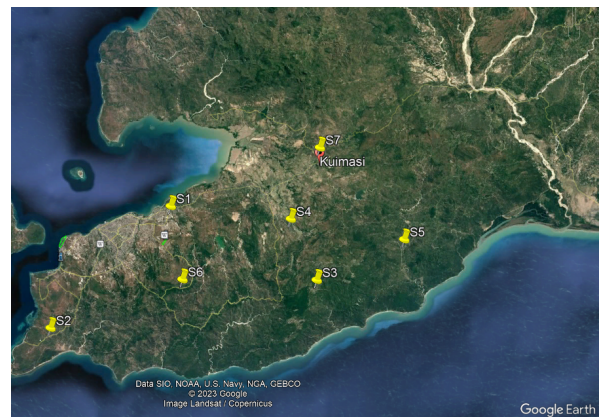 S7
Kuimasi
S1
S4
S5
S6
S3
S2
Data SIO, NOAA, U.S. Navy, NGA, GEBCO
© 2023 Google
Image Landsat / Copernicus
Google Earth